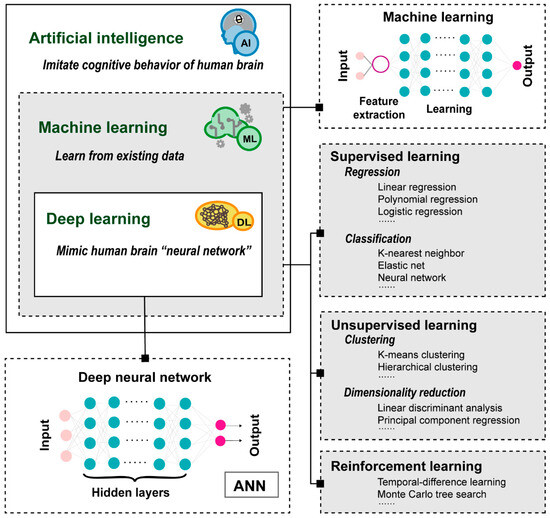 Artificial intelligence
AI
Imitate cognitive behavior of human brain
Machine learning
ML
Learn from existing data
Deep learning
DL
Mimic human brain “neural network”
Deep neural network
Input
Output
Hidden layers
ANN
Machine learning
Input
Output
Feature
extraction
Learning
Supervised learning
Regression
Linear regression
Polynomial regression
Logistic regression
......
Classification
K-nearest neighbor
Elastic net
Neural network
......
Unsupervised learning
Clustering
K-means clustering
Hierarchical clustering
......
Dimensionality reduction
Linear discriminant analysis
Principal component regression
......
Reinforcement learning
Temporal-difference learning
Monte Carlo tree search
......